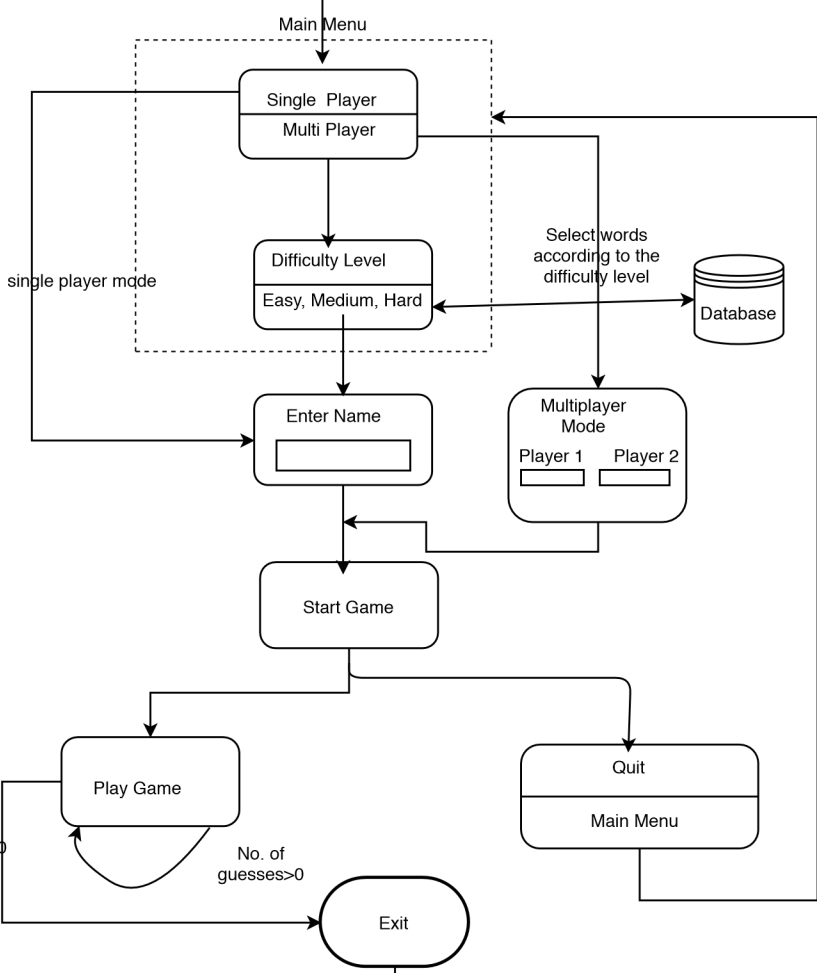 Main Menu
Single Player
Multi Player
Select words
according to the
difficulty level
Difficulty Level
single player mode
Easy, Medium, Hard
Database
Enter Name
Multiplayer
Mode
Player 1 Player 2
Start Game
Quit
Play Game
Main Menu
No. of
guesses>0
Exit